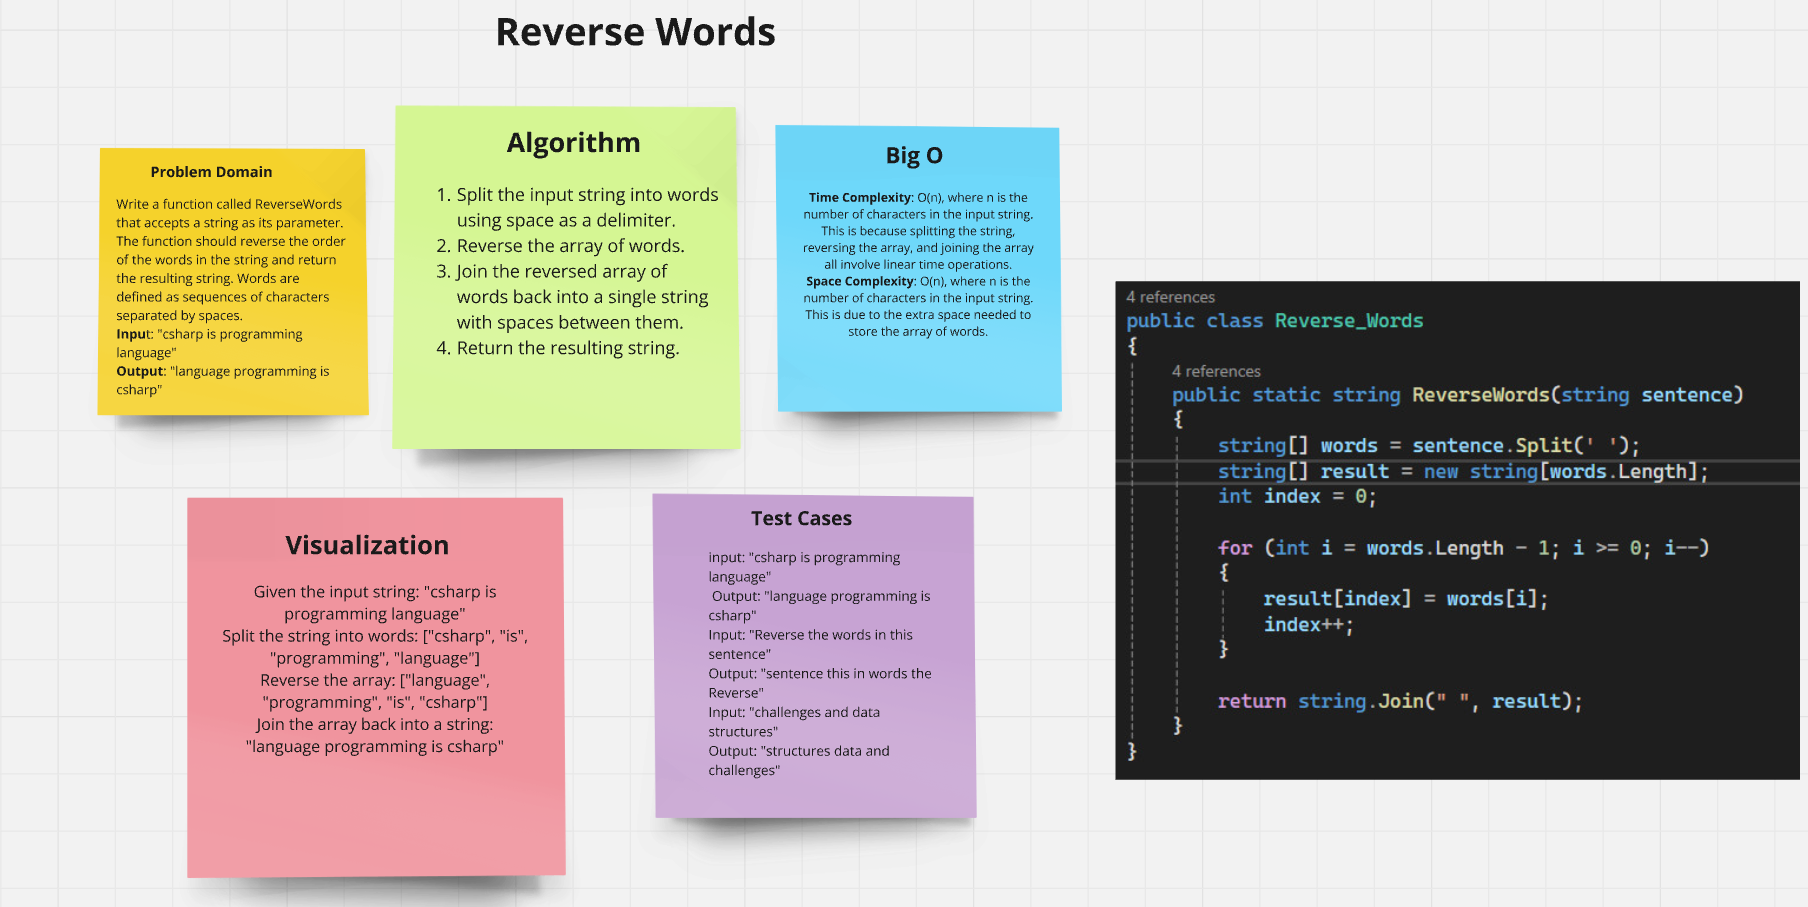 Reverse Words
Problem Domain
Write a function called ReverseWords
that accepts a string as its parameter.
The function should reverse the order
of the words in the string and return
the resulting string. Words are
defined as sequences of characters
separated by spaces.
Input: "csharp is programming
language"
Output: "language programming is
csharp"
Algorithm
1. Split the input string into words
using space as a delimiter.
2. Reverse the array of words.
3. Join the reversed array of
words back into a single string
with spaces between them.
4. Return the resulting string.
Big O
Time Complexity: O(n), where n is the
number of characters in the input string.
This is because splitting the string,
reversing the array, and joining the array
all involve linear time operations.
Space Complexity: O(n), where n is the
number of characters in the input string.
This is due to the extra space needed to
store the array of words.
Visualization
Given the input string: "csharp is
programming language"
Split the string into words: ["csharp", "is",
"programming", "language"]
Reverse the array: ["language",
"programming", "is", "csharp"]
Join the array back into a string:
"language programming is csharp"
Test Cases
input: "csharp is programming
language"
Output: "language programming is
csharp"
Input: "Reverse the words in this
sentence"
Output: "sentence this in words the
Reverse"
Input: "challenges and data
structures"
Output: "structures data and
challenges"
4 references
public class Reverse_Words
{
4 references
public static string ReverseWords(string sentence)
{
string[] words = sentence.Split(' ');
string[] result = new string[words.Length];
int index = 0;
for (int i = words.Length - 1; i >= 0; i--)
{
result[index] = words[i];
index++;
}
return string.Join(" ", result);
}
}